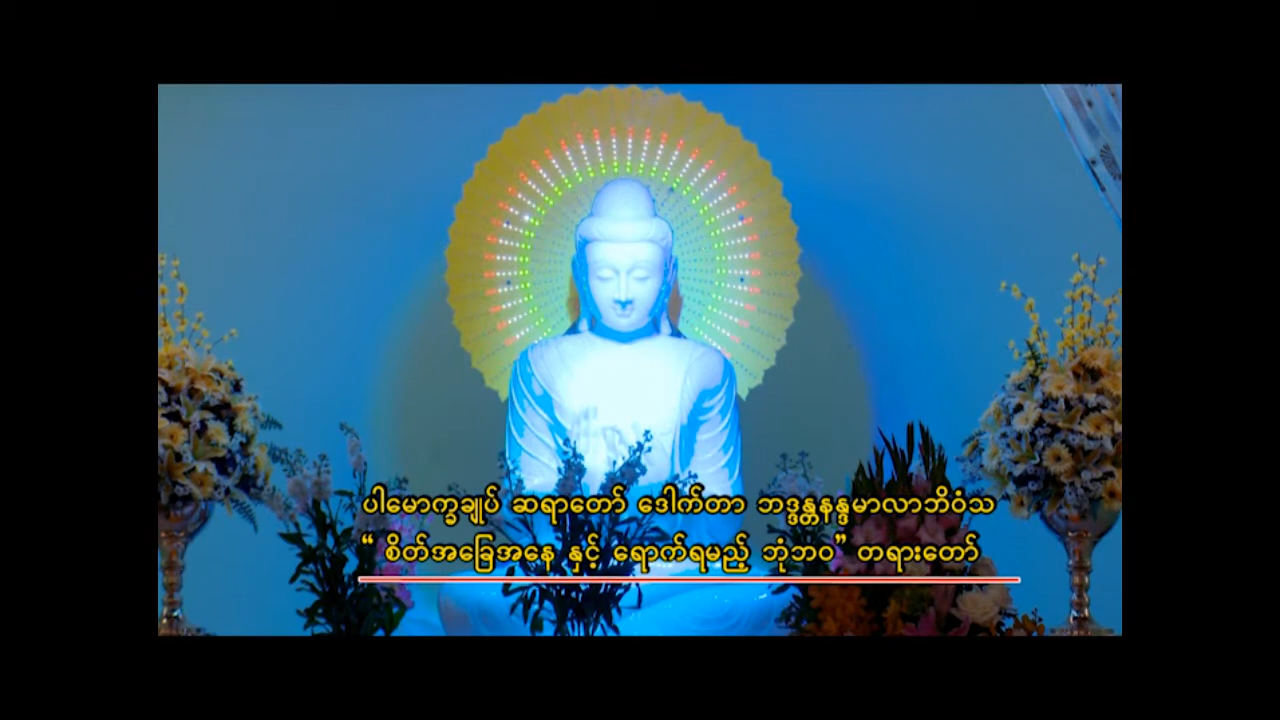 ပါမောက္ခချုပ် ဆရာတော် ဒေါက်တာ ဘဒ္ဒန္တနန္ဒမာလာဘိဝံသ
“ စိတ်အခြေအနေ နှင့် ရောက်ရမည့် ဘုံဘဝ” တရားတော်